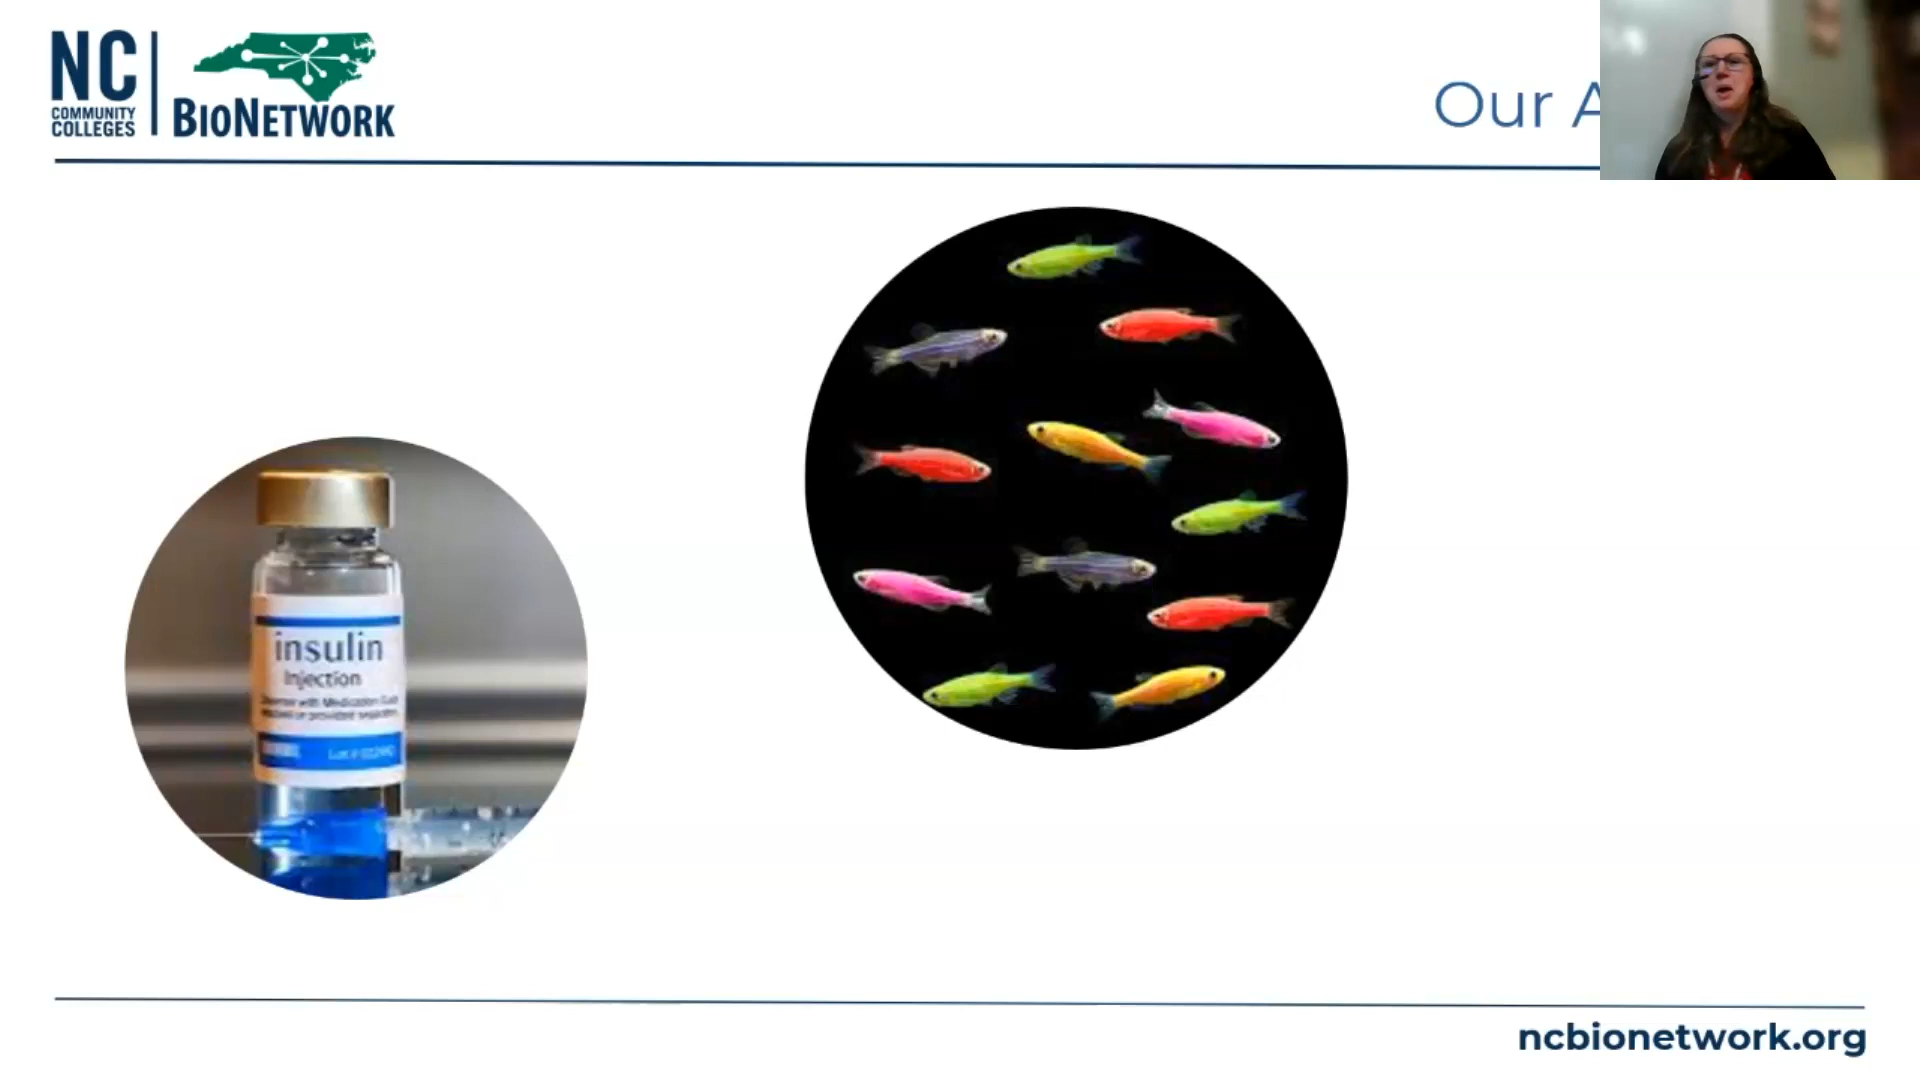 NC
COMMUNITY
COLLEGES
BIONETWORK
Our A
insulin
Injection
ncbionetwork.org